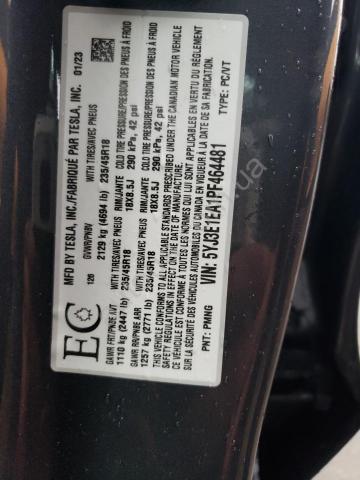 MFD BY TESLA, INC./FABRIQUÉ PAR TESLA, INC. 01/23
GVWR/PNBV WITH TIRES/AVEC PNEUS COLD TIRE PRESSURE/PRESSION DES PNEUS À FROID
126 2129 kg (4694 lb) 235/45R18 RIM/JANTE 18X8.5J 290 kPa, 42 psi
EC
GAWR FRT/PNBE AVT WITH TIRES/AVEC PNEUS RIM/JANTE COLD TIRE PRESSURE/PRESSION DES PNEUS À FROID
1110 kg (2447 lb) 235/45R18 18X8.5J 290 kPa, 42 psi
GAWR RR/PNBE ARR WITH TIRES/AVEC PNEUS RIM/JANTE COLD TIRE PRESSURE/PRESSION DES PNEUS À FROID
1257 kg (2771 lb) 235/45R18 18X8.5J 290 kPa, 42 psi
THIS VEHICLE CONFORMS TO ALL APPLICABLE STANDARDS PRESCRIBED UNDER THE CANADIAN MOTOR VEHICLE
SAFETY REGULATIONS IN EFFECT ON THE DATE OF MANUFACTURE.
CE VÉHICULE EST CONFORME À TOUTES LES NORMES QUI LUI SONT APPLICABLES EN VERTU DU RÈGLEMENT
SUR LA SÉCURITÉ DES VÉHICULES AUTOMOBILES DU CANADA EN VIGUEUR À LA DATE DE SA FABRICATION.
VIN: 5YJ3E1EA1PF464481 TYPE: PC/VT
PNT: PMNG